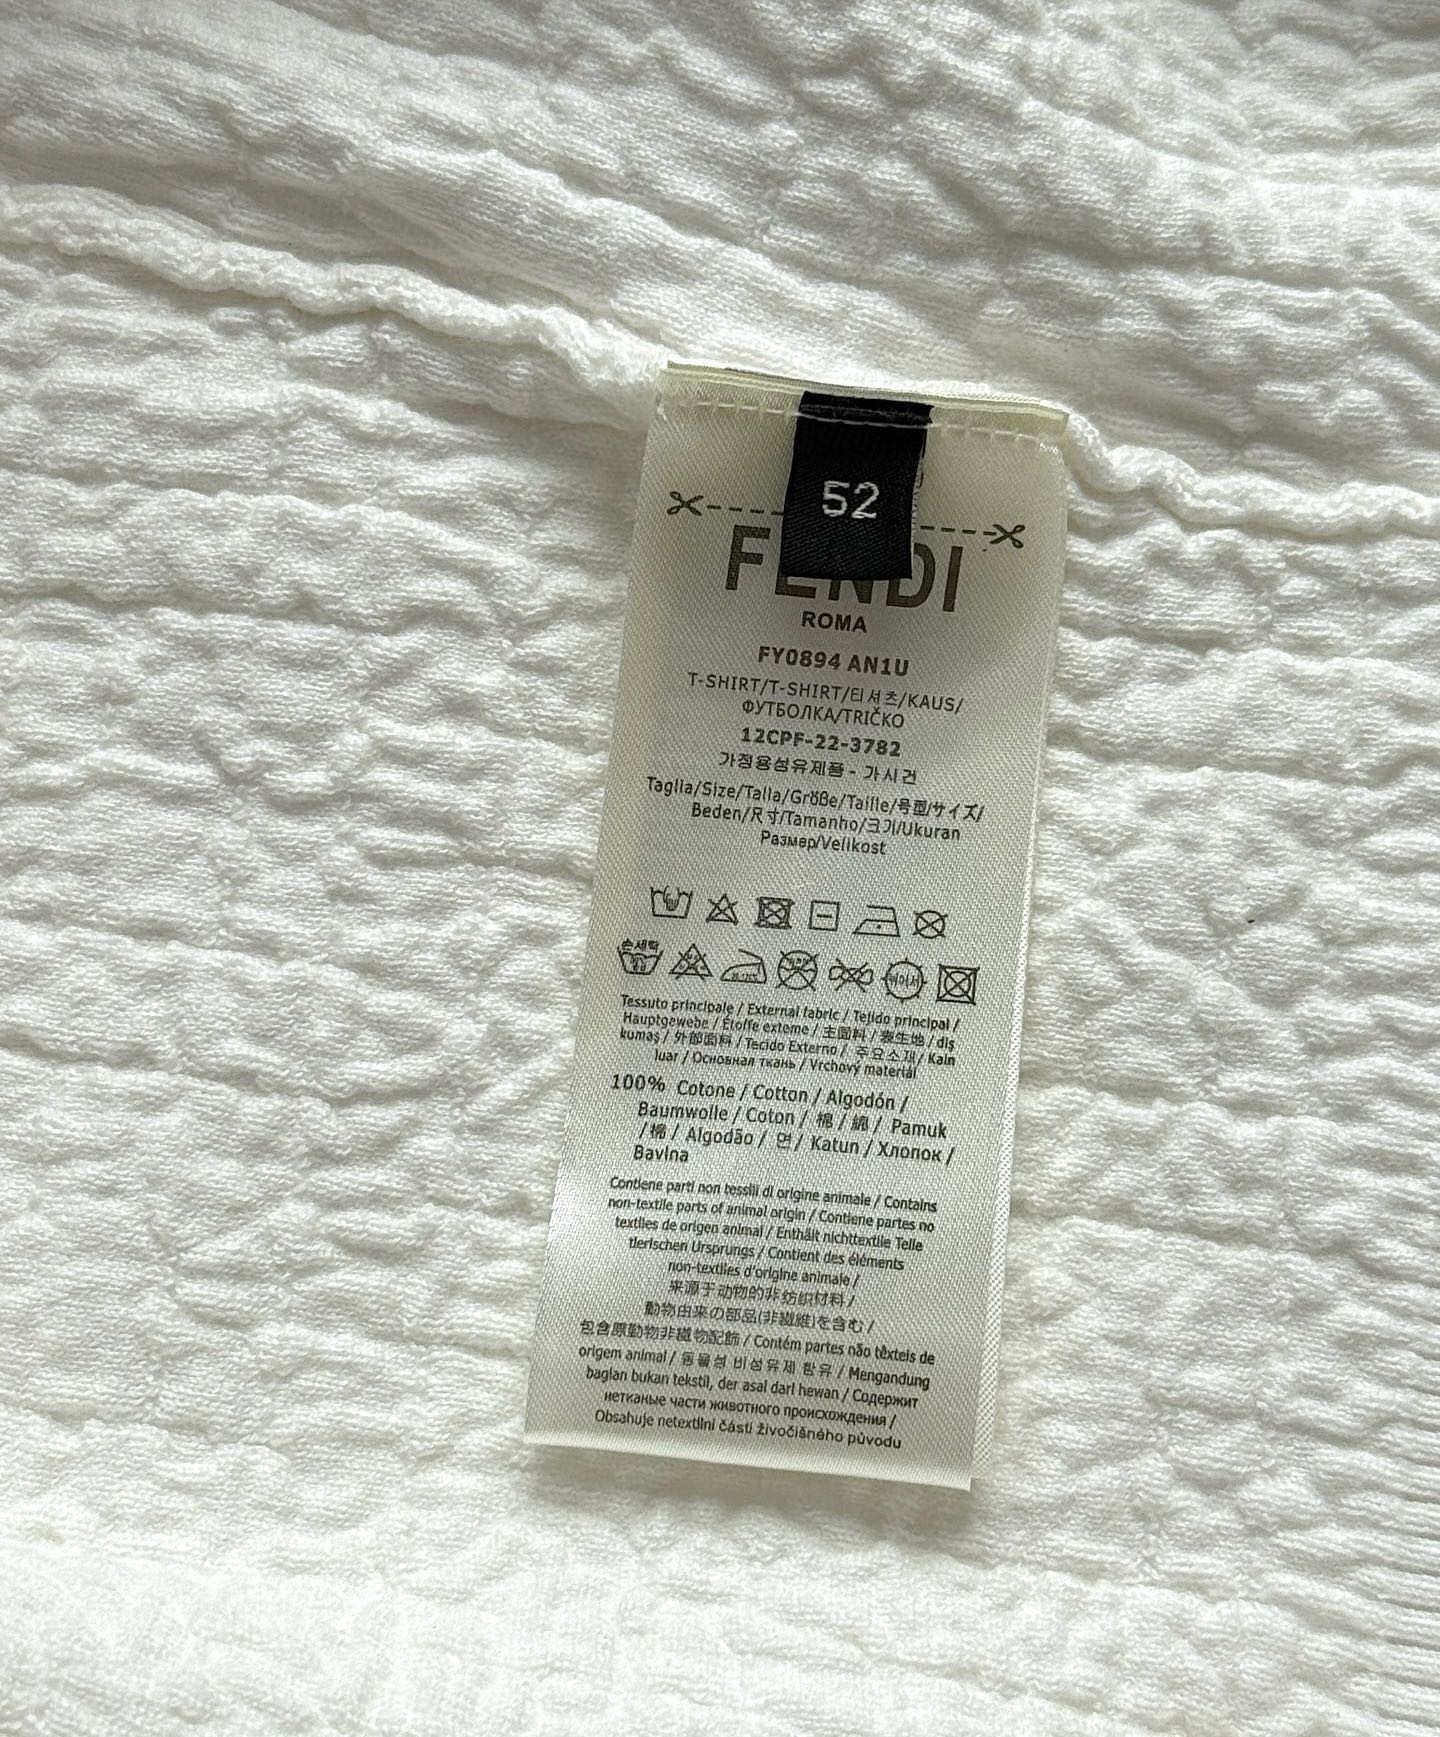 52
FENDI
ROMA
FY0894 AN1U
T-SHIRT/T-SHIRT/티셔츠/KAUS/
ФУТБОЛКА/TRIČKO
12CPF-22-3782
가정용섬유제품 - 가시건
Taglia/Size/Talla/Größe/Taille/号型/サイズ/
Beden/尺寸/Tamanho/크기/Ukuran
Размер/Velikost
손세탁
Tessuto principale / External fabric / Tejido principal /
Hauptgewebe / Étoffe externe / 主面料 / 表生地 / dış
kumaş / 外部面料 / Tecido Externo / 주요소재 / Kain
luar / Основная ткань / Vrchový materiál
100% Cotone / Cotton / Algodón /
Baumwolle / Coton / 棉 / 綿 / Pamuk
/ 棉 / Algodão / 면 / Katun / Хлопок /
Bavlna
Contiene parti non tessili di origine animale / Contains
non-textile parts of animal origin / Contiene partes no
textiles de origen animal / Enthält nichttextile Teile
tierischen Ursprungs / Contient des éléments
non-textiles d'origine animale /
来源于动物的非纺织材料 /
動物由来の部品(非繊維)を含む /
包含原動物非織物配飾 / Contém partes não têxteis de
origem animal / 동물성 비섬유제 함유 / Mengandung
bagian bukan tekstil, der asal dari hewan / Содержит
нетканые части животного происхождения /
Obsahuje netextilní části živočišného původu